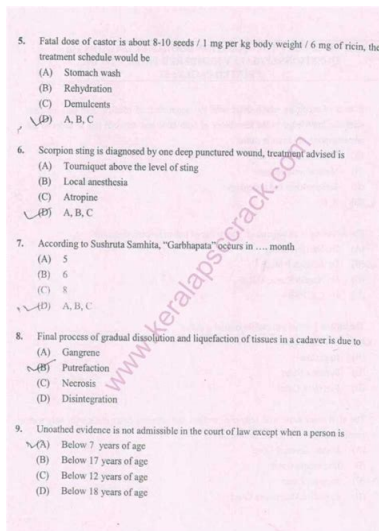 5. Fatal dose of castor is about 8-10 seeds / 1 mg per kg body weight / 6 mg of ricin, the
treatment schedule would be
(A) Stomach wash
(B) Rehydration
(C) Demulcents
(D) A, B, C
6. Scorpion sting is diagnosed by one deep punctured wound, treatment advised is
(A) Tourniquet above the level of sting
(B) Local anesthesia
(C) Atropine
(D) A, B, C
7. According to Sushruta Samhita, "Garbhapata" occurs in .... month
(A) 5
(B) 6
(C) 8
(D) A, B, C
8. Final process of gradual dissolution and liquefaction of tissues in a cadaver is due to
(A) Gangrene
(B) Putrefaction
(C) Necrosis
(D) Disintegration
9. Unoathed evidence is not admissible in the court of law except when a person is
(A) Below 7 years of age
(B) Below 17 years of age
(C) Below 12 years of age
(D) Below 18 years of age
www.keralapsccrack.com